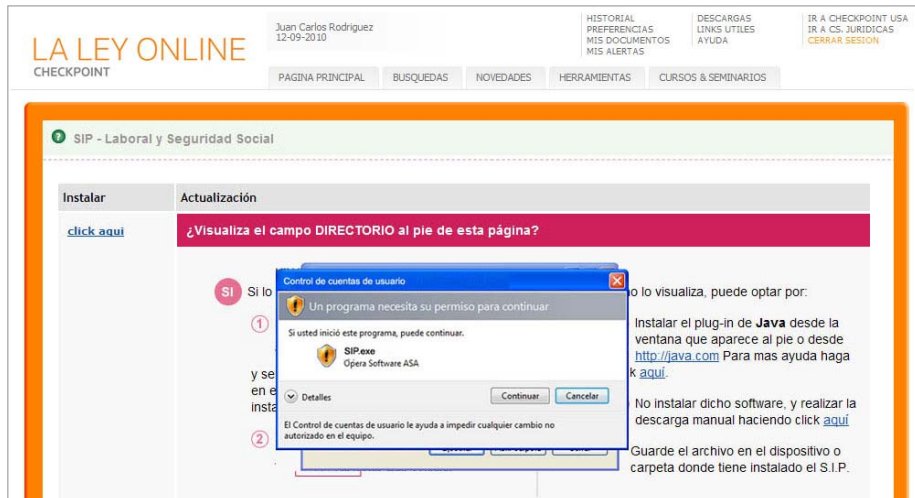 LA LEY ONLINE
CHECKPOINT
Juan Carlos Rodriguez
12-09-2010
HISTORIAL
PREFERENCIAS
MIS DOCUMENTOS
MIS ALERTAS
DESCARGAS
LINKS UTILES
AYUDA
IR A CHECKPOINT USA
IR A CS. JURIDICAS
CERRAR SESION
PAGINA PRINCIPAL
BUSQUEDAS
NOVEDADES
HERRAMIENTAS
CURSOS & SEMINARIOS
? SIP - Laboral y Seguridad Social
Instalar
Actualización
click aqui
¿Visualiza el campo DIRECTORIO al pie de esta página?
SI Si lo
1
y se
en e
insta
2
Control de cuentas de usuario
Un programa necesita su permiso para continuar
Si usted inició este programa, puede continuar.
SIP.exe
Opera Software ASA
Detalles
Continuar
Cancelar
El Control de cuentas de usuario le ayuda a impedir cualquier cambio no
autorizado en el equipo.
o lo visualiza, puede optar por:
Instalar el plug-in de Java desde la
ventana que aparece al pie o desde
http://java.com Para mas ayuda haga
k aquí.
No instalar dicho software, y realizar la
descarga manual haciendo click aquí
Guarde el archivo en el dispositivo o
carpeta donde tiene instalado el S.I.P.